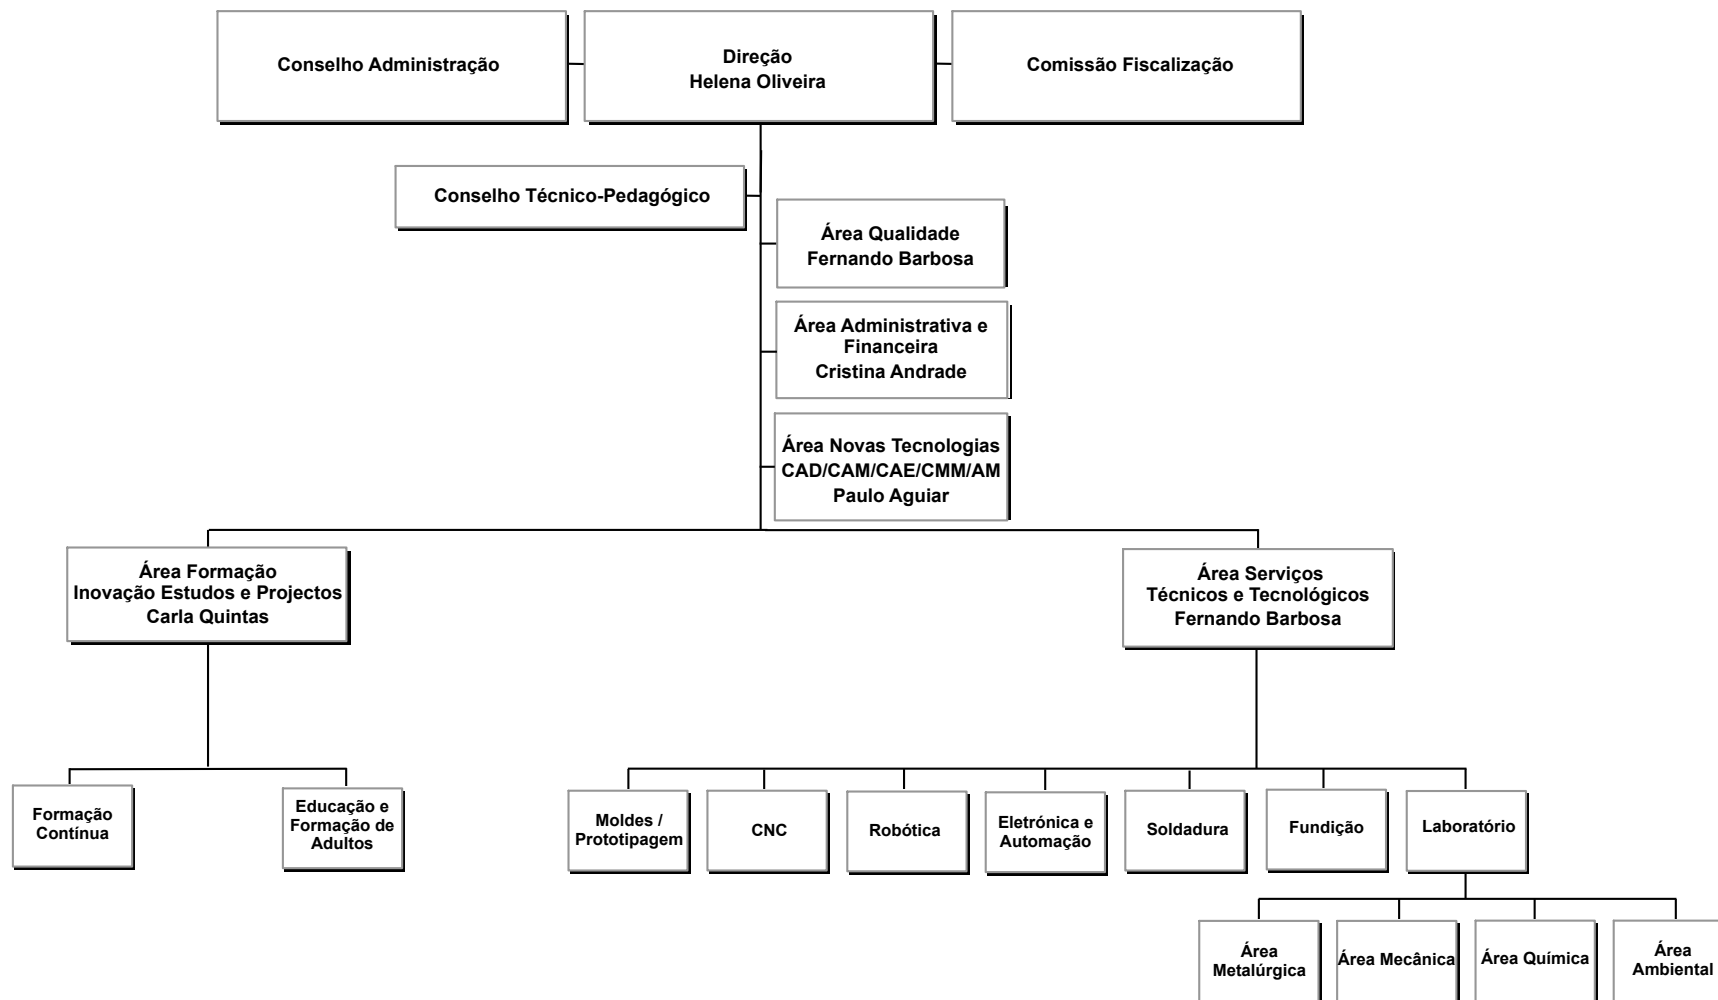 Conselho Administração
Direção
Helena Oliveira
Comissão Fiscalização
Conselho Técnico-Pedagógico
Área Qualidade
Fernando Barbosa
Área Administrativa e
Financeira
Cristina Andrade
Área Novas Tecnologias
CAD/CAM/CAE/CMM/AM
Paulo Aguiar
Área Formação
Inovação Estudos e Projectos
Carla Quintas
Área Serviços
Técnicos e Tecnológicos
Fernando Barbosa
Formação
Contínua
Educação e
Formação de
Adultos
Moldes /
Prototipagem
CNC
Robótica
Eletrónica e
Automação
Soldadura
Fundição
Laboratório
Área
Metalúrgica
Área Mecânica
Área Química
Área
Ambiental